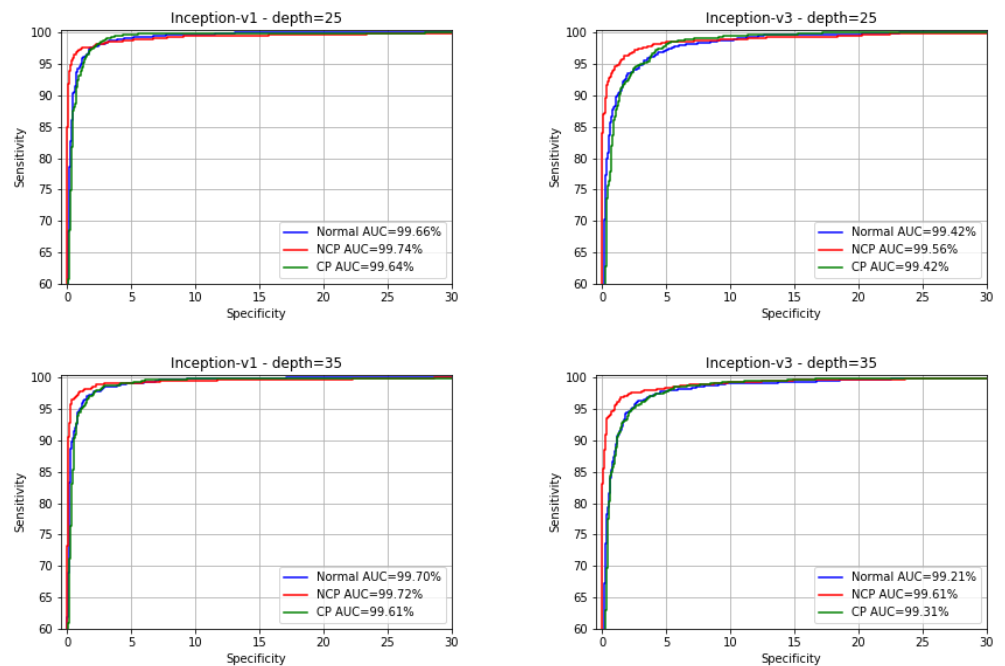 Inception-v1 - depth=25
100
95
90
85
80
75
70
65
60
Sensitivity
Normal AUC=99.66%
NCP AUC=99.74%
CP AUC=99.64%
0 5 10 15 20 25 30
Specificity
Inception-v3 - depth=25
100
95
90
85
80
75
70
65
60
Sensitivity
Normal AUC=99.42%
NCP AUC=99.56%
CP AUC=99.42%
0 5 10 15 20 25 30
Specificity
Inception-v1 - depth=35
100
95
90
85
80
75
70
65
60
Sensitivity
Normal AUC=99.70%
NCP AUC=99.72%
CP AUC=99.61%
0 5 10 15 20 25 30
Specificity
Inception-v3 - depth=35
100
95
90
85
80
75
70
65
60
Sensitivity
Normal AUC=99.21%
NCP AUC=99.61%
CP AUC=99.31%
0 5 10 15 20 25 30
Specificity